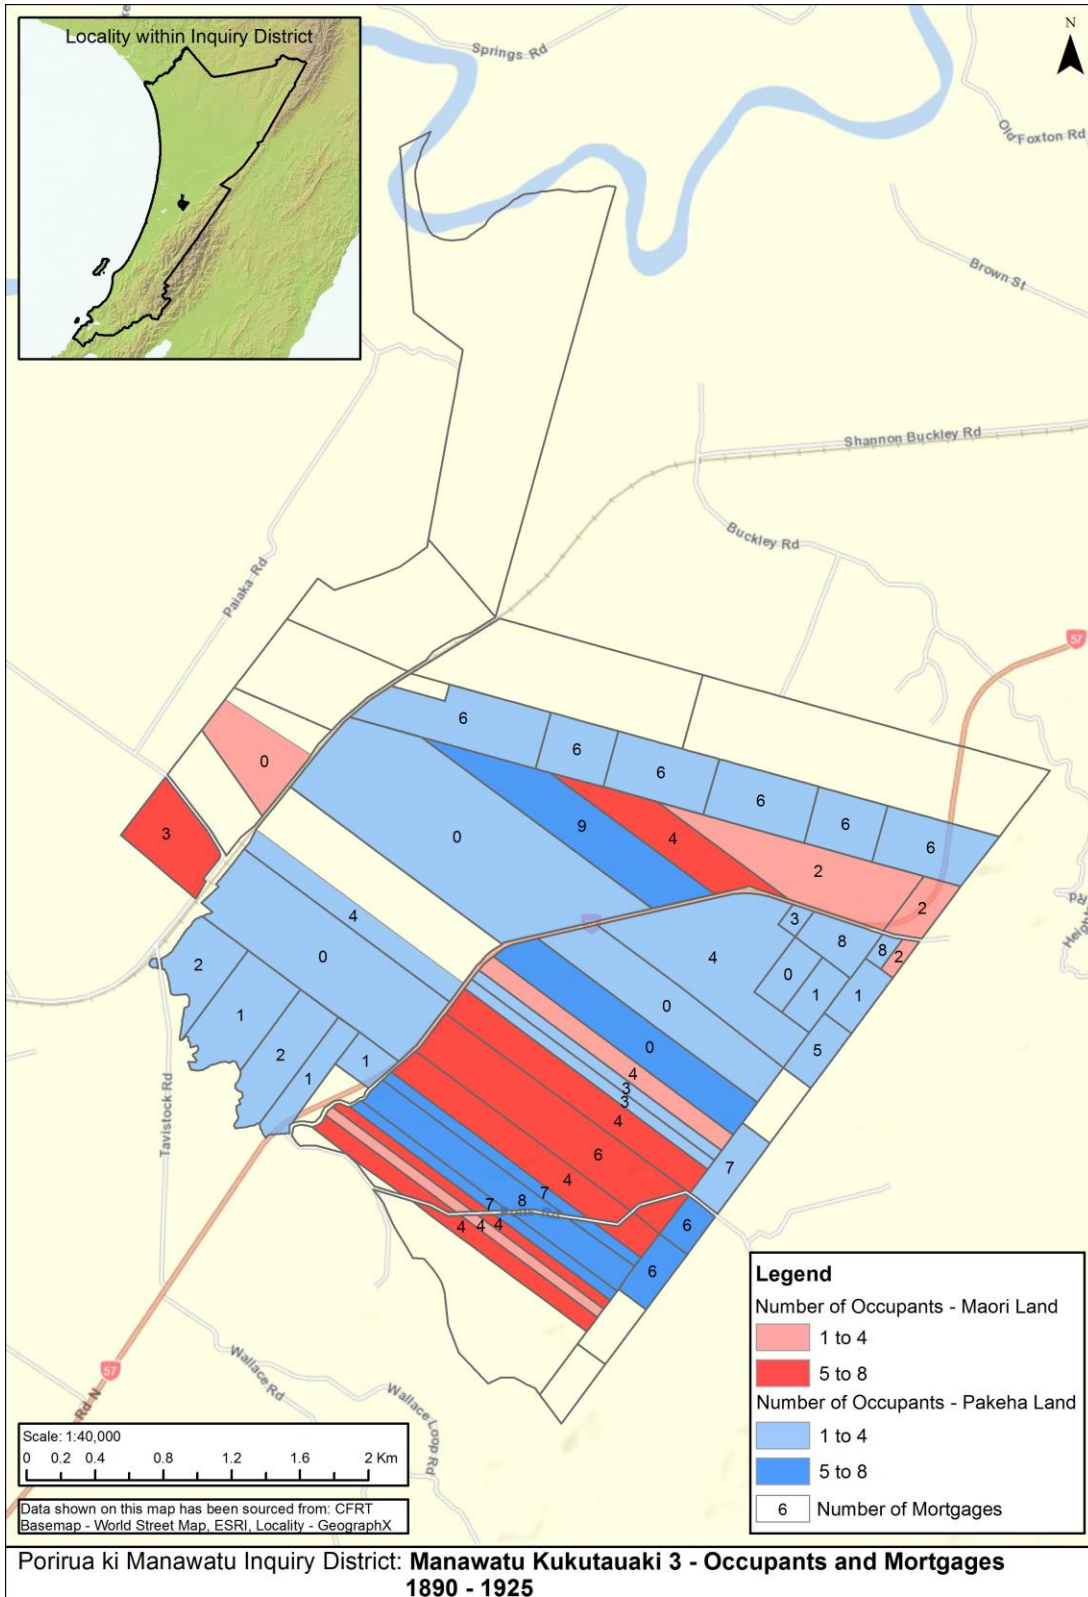 Locality within Inquiry District
N
Springs Rd
Old Foxton Rd
Brown St
Shannon Buckley Rd
Buckley Rd
57
Paiaka Rd
6
6
6
6
6
6
0
3
9
4
2
2
0
4
0
3
8
8
2
4
0
1
1
5
0
0
2
1
2
1
1
4
3
3
4
6
4
7
7
8
7
6
6
4
4
4
Tavistock Rd
57
Rd N
Wallace Rd
Wallace Loop Rd
Legend
Number of Occupants - Maori Land
1 to 4
5 to 8
Number of Occupants - Pakeha Land
1 to 4
5 to 8
6 Number of Mortgages
Scale: 1:40,000
0 0.2 0.4 0.8 1.2 1.6 2 Km
Data shown on this map has been sourced from: CFRT
Basemap - World Street Map, ESRI, Locality - GeographX
Porirua ki Manawatu Inquiry District: Manawatu Kukutauaki 3 - Occupants and Mortgages
1890 - 1925